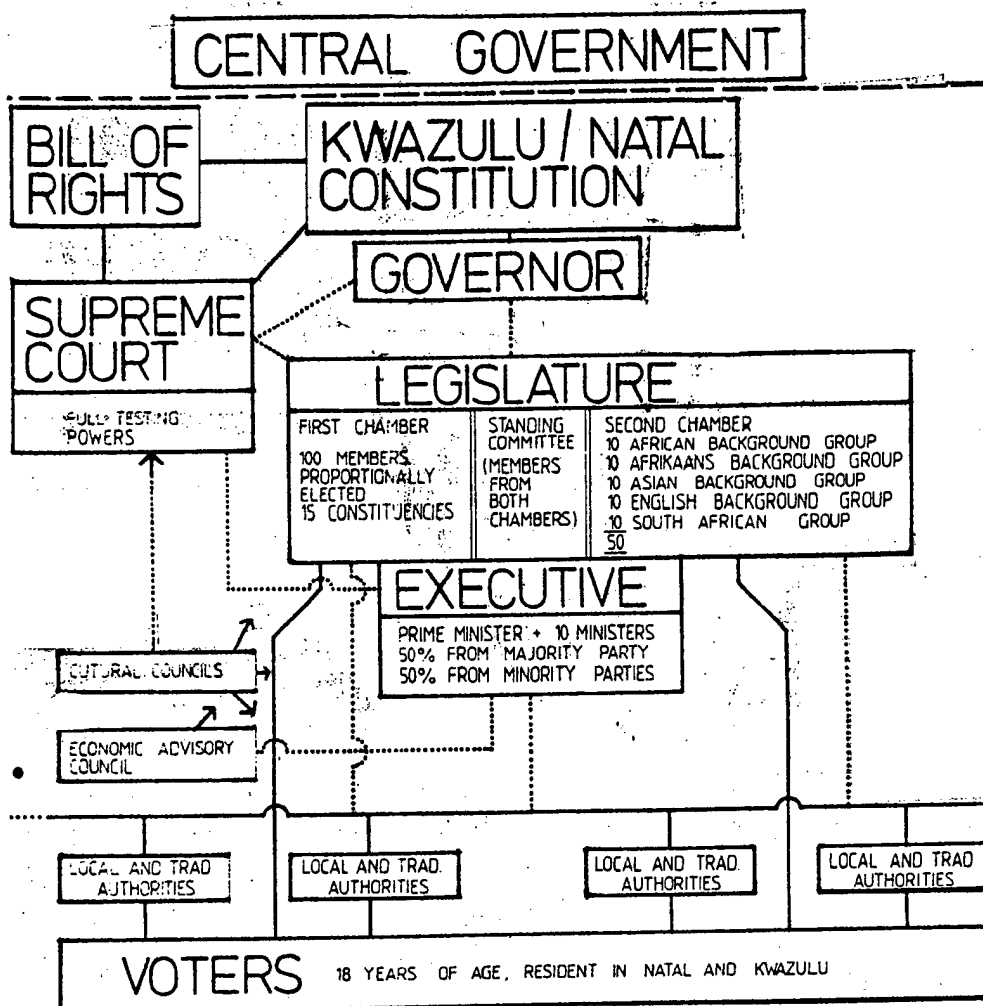 CENTRAL GOVERNMENT
BILL OF
RIGHTS
KWAZULU / NATAL
CONSTITUTION
GOVERNOR
SUPREME
COURT
FULL TESTING
POWERS
LEGISLATURE
FIRST CHAMBER
100 MEMBERS
PROPORTIONALLY
ELECTED
15 CONSTITUENCIES
STANDING
COMMITTEE
(MEMBERS
FROM
BOTH
CHAMBERS)
SECOND CHAMBER
10 AFRICAN BACKGROUND GROUP
10 AFRIKAANS BACKGROUND GROUP
10 ASIAN BACKGROUND GROUP
10 ENGLISH BACKGROUND GROUP
10 SOUTH AFRICAN GROUP
50
EXECUTIVE
PRIME MINISTER + 10 MINISTERS
50% FROM MAJORITY PARTY
50% FROM MINORITY PARTIES
CUTURAL COUNCILS
ECONOMIC ADVISORY
COUNCIL
LOCAL AND TRAD.
AUTHORITIES
LOCAL AND TRAD.
AUTHORITIES
LOCAL AND TRAD.
AUTHORITIES
LOCAL AND TRAD
AUTHORITIES
VOTERS 18 YEARS OF AGE, RESIDENT IN NATAL AND KWAZULU